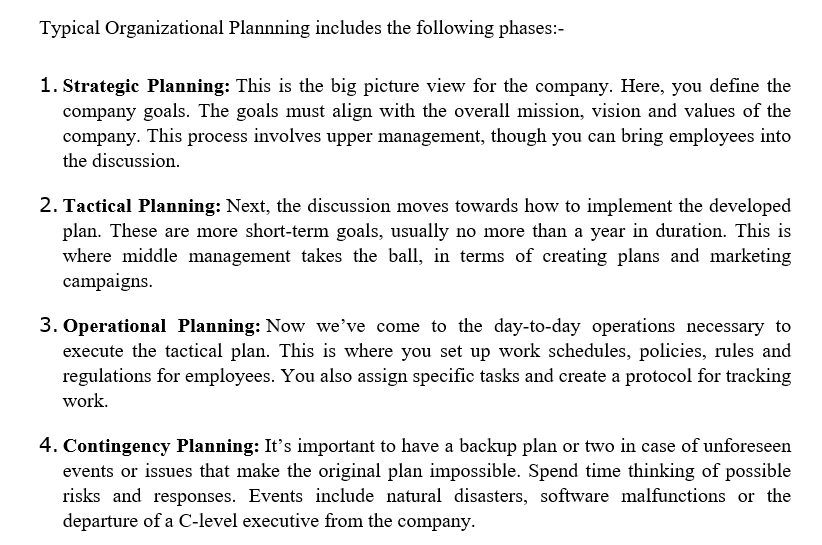 Typical Organizational Plannning includes the following phases:-
1. Strategic Planning: This is the big picture view for the company. Here, you define the
company goals. The goals must align with the overall mission, vision and values of the
company. This process involves upper management, though you can bring employees into
the discussion.
2. Tactical Planning: Next, the discussion moves towards how to implement the developed
plan. These are more short-term goals, usually no more than a year in duration. This is
where middle management takes the ball, in terms of creating plans and marketing
campaigns.
3. Operational Planning: Now we’ve come to the day-to-day operations necessary to
execute the tactical plan. This is where you set up work schedules, policies, rules and
regulations for employees. You also assign specific tasks and create a protocol for tracking
work.
4. Contingency Planning: It’s important to have a backup plan or two in case of unforeseen
events or issues that make the original plan impossible. Spend time thinking of possible
risks and responses. Events include natural disasters, software malfunctions or the
departure of a C-level executive from the company.